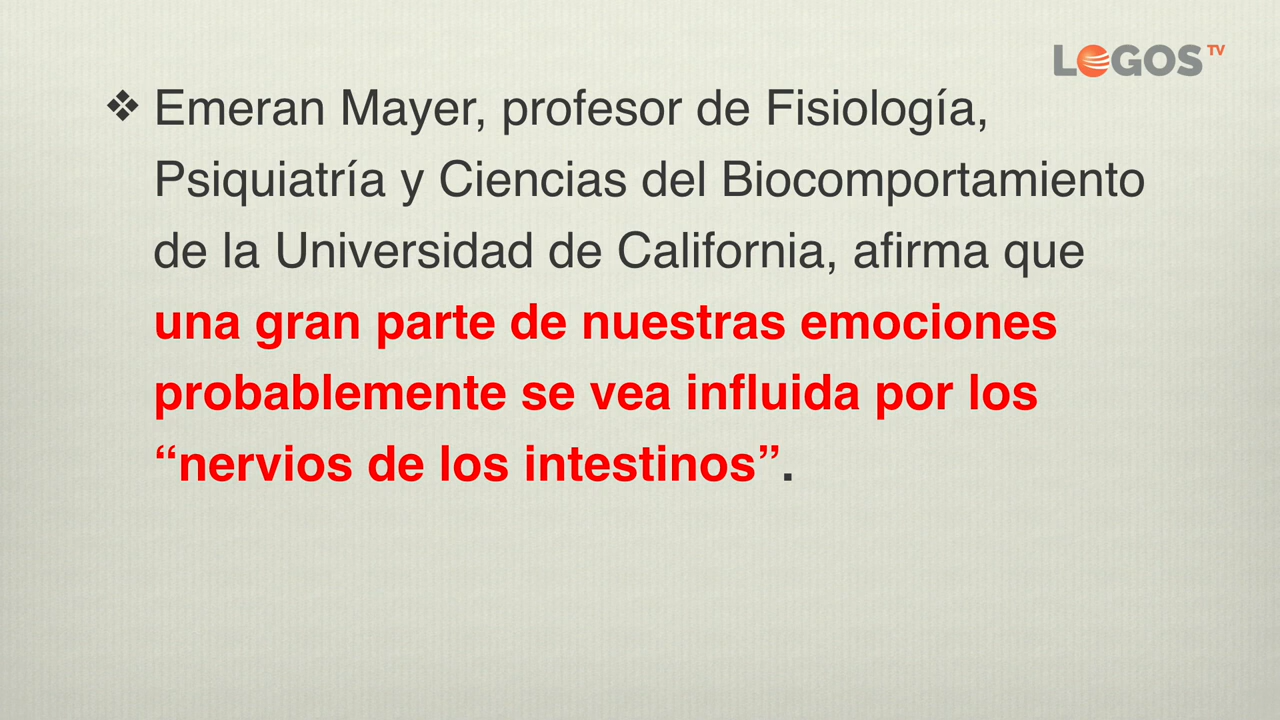 LOGOS TV
❖ Emeran Mayer, profesor de Fisiología,
Psiquiatría y Ciencias del Biocomportamiento
de la Universidad de California, afirma que
una gran parte de nuestras emociones
probablemente se vea influida por los
“nervios de los intestinos”.